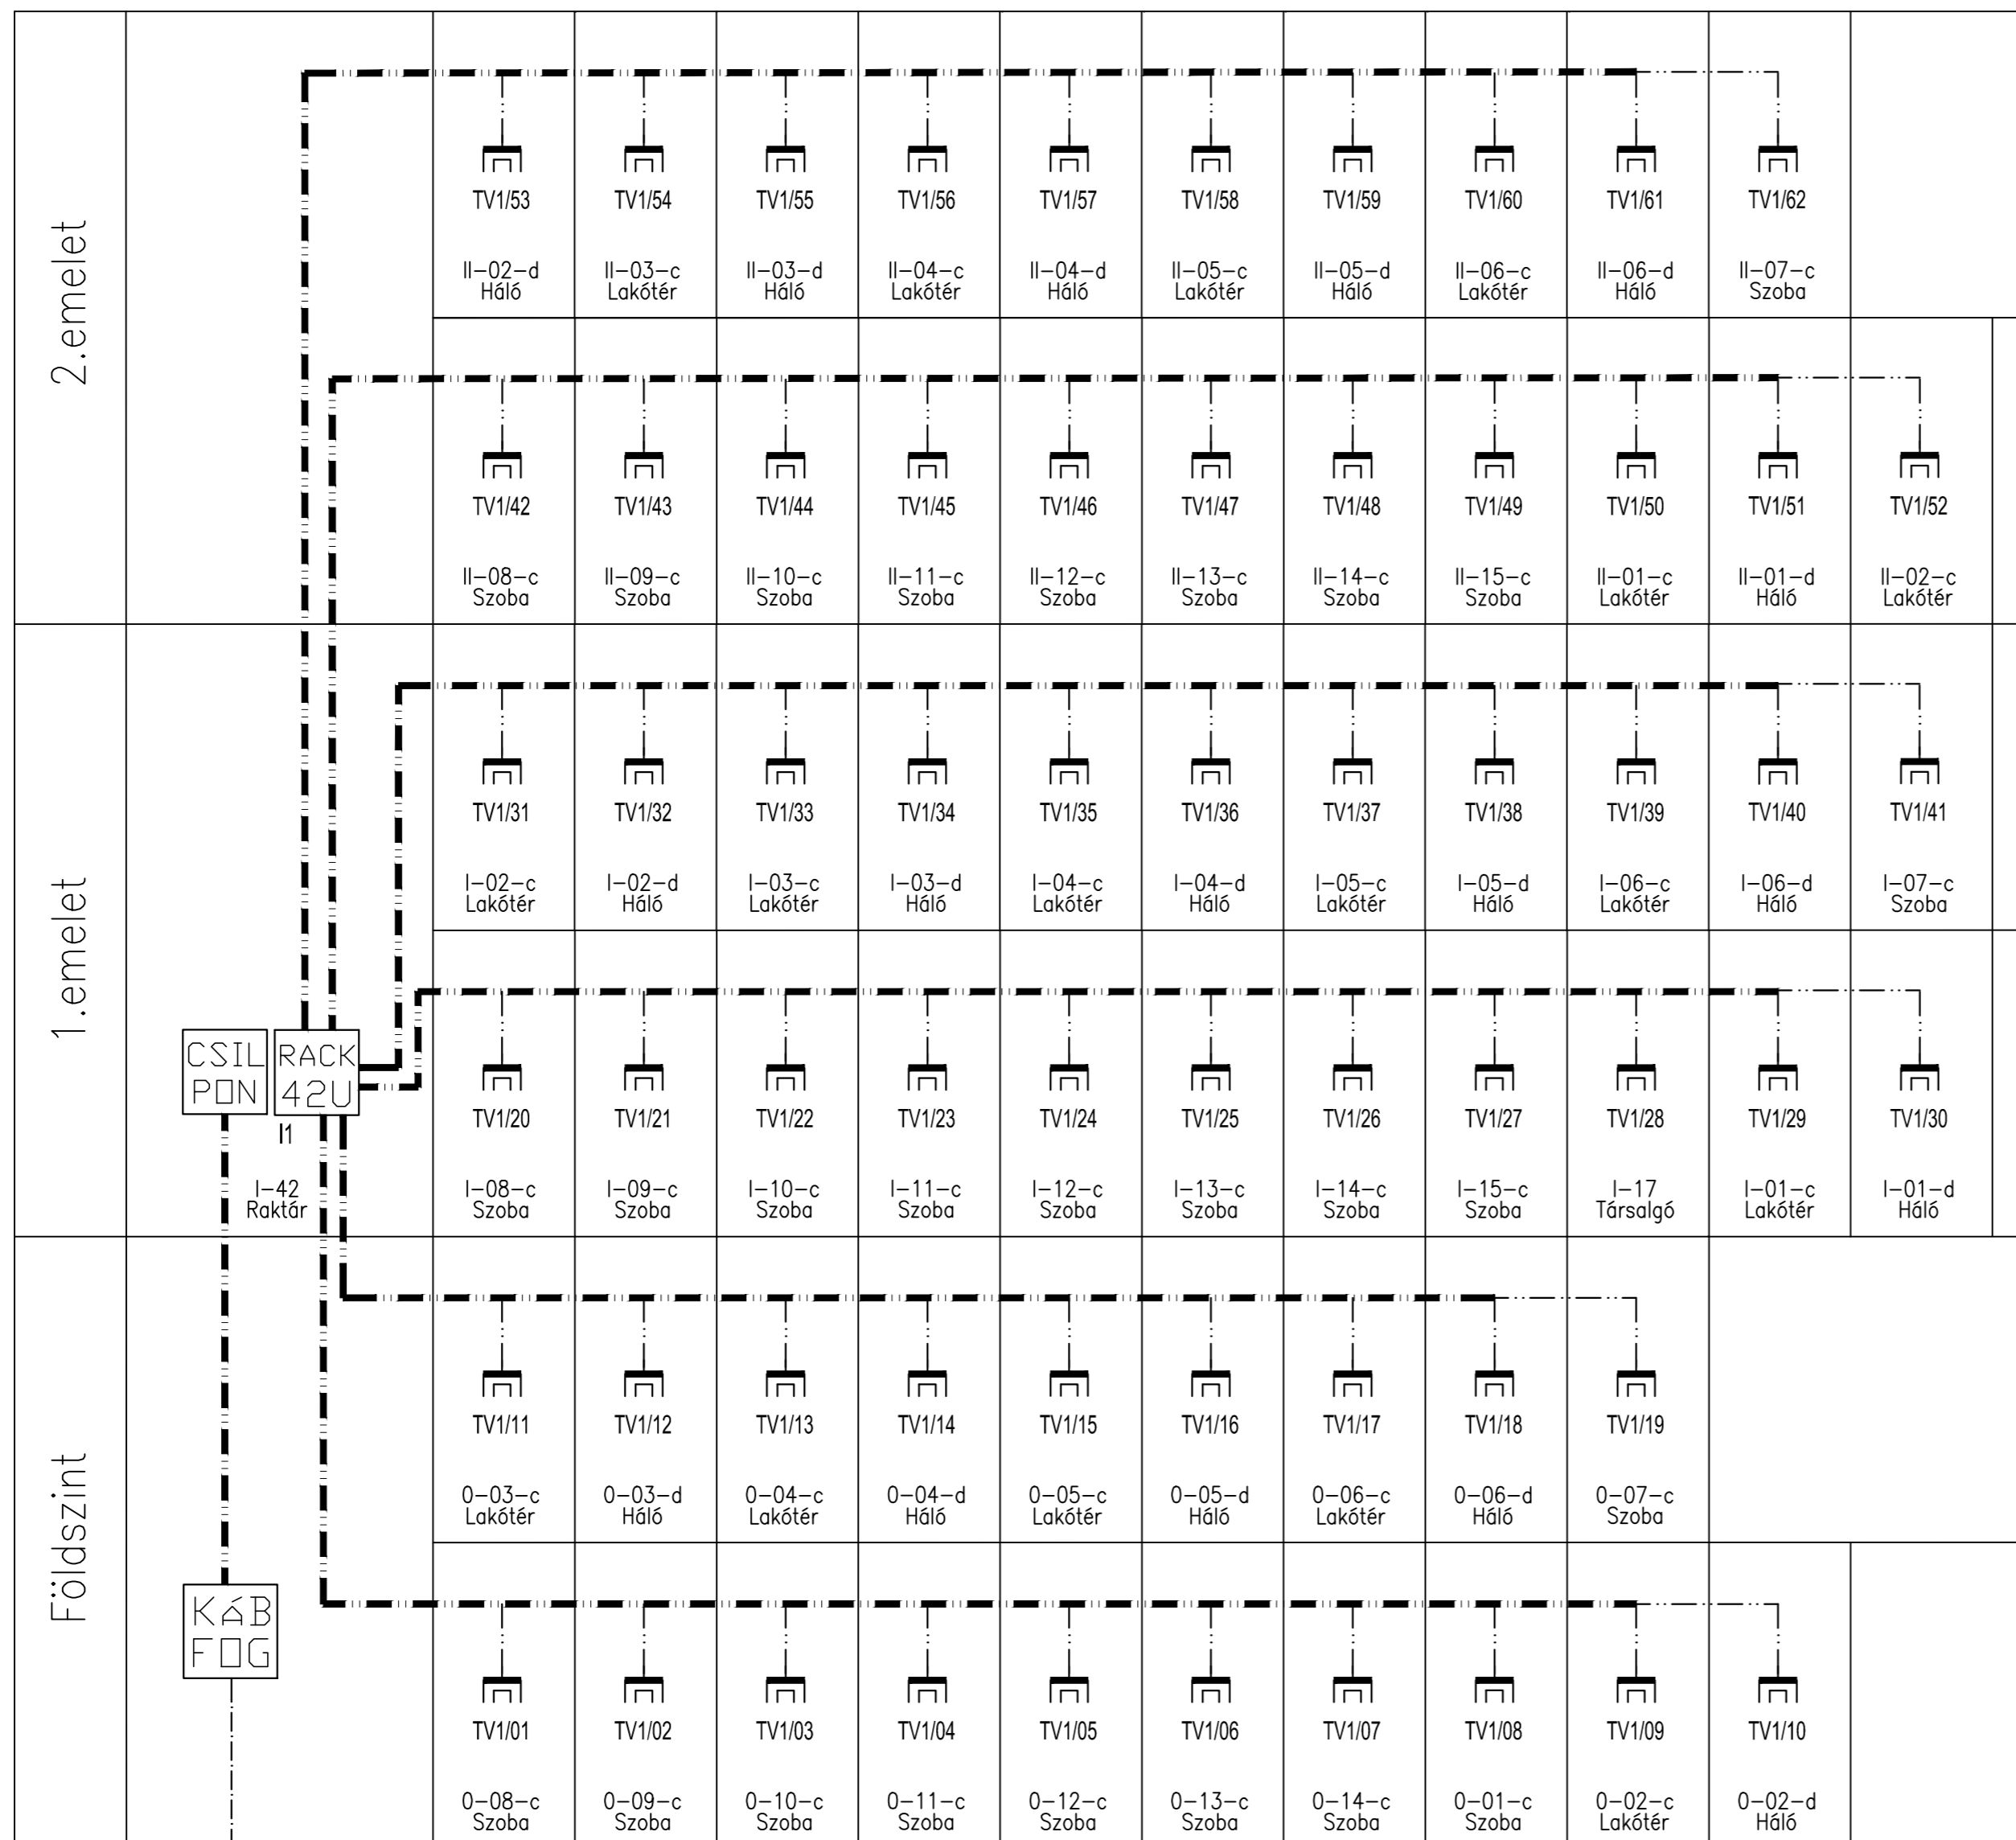 2.emelet
TV1/53 TV1/54 TV1/55 TV1/56 TV1/57 TV1/58 TV1/59 TV1/60 TV1/61 TV1/62
II-02-d II-03-c II-03-d II-04-c II-04-d II-05-c II-05-d II-06-c II-06-d II-07-c
Háló Lakótér Háló Lakótér Háló Lakótér Háló Lakótér Háló Szoba
TV1/42 TV1/43 TV1/44 TV1/45 TV1/46 TV1/47 TV1/48 TV1/49 TV1/50 TV1/51 TV1/52
II-08-c II-09-c II-10-c II-11-c II-12-c II-13-c II-14-c II-15-c II-01-c II-01-d II-02-c
Szoba Szoba Szoba Szoba Szoba Szoba Szoba Szoba Lakótér Háló Lakótér
1.emelet
TV1/31 TV1/32 TV1/33 TV1/34 TV1/35 TV1/36 TV1/37 TV1/38 TV1/39 TV1/40 TV1/41
I-02-c I-02-d I-03-c I-03-d I-04-c I-04-d I-05-c I-05-d I-06-c I-06-d I-07-c
Lakótér Háló Lakótér Háló Lakótér Háló Lakótér Háló Lakótér Háló Szoba
CSIL RACK
PON 42U
I1
TV1/20 TV1/21 TV1/22 TV1/23 TV1/24 TV1/25 TV1/26 TV1/27 TV1/28 TV1/29 TV1/30
I-42 I-08-c I-09-c I-10-c I-11-c I-12-c I-13-c I-14-c I-15-c I-17 I-01-c I-01-d
Raktár Szoba Szoba Szoba Szoba Szoba Szoba Szoba Szoba Társalgó Lakótér Háló
Földszint
TV1/11 TV1/12 TV1/13 TV1/14 TV1/15 TV1/16 TV1/17 TV1/18 TV1/19
0-03-c 0-03-d 0-04-c 0-04-d 0-05-c 0-05-d 0-06-c 0-06-d 0-07-c
Lakótér Háló Lakótér Háló Lakótér Háló Lakótér Háló Szoba
KÁB
FOG
TV1/01 TV1/02 TV1/03 TV1/04 TV1/05 TV1/06 TV1/07 TV1/08 TV1/09 TV1/10
0-08-c 0-09-c 0-10-c 0-11-c 0-12-c 0-13-c 0-14-c 0-01-c 0-02-c 0-02-d
Szoba Szoba Szoba Szoba Szoba Szoba Szoba Szoba Lakótér Háló